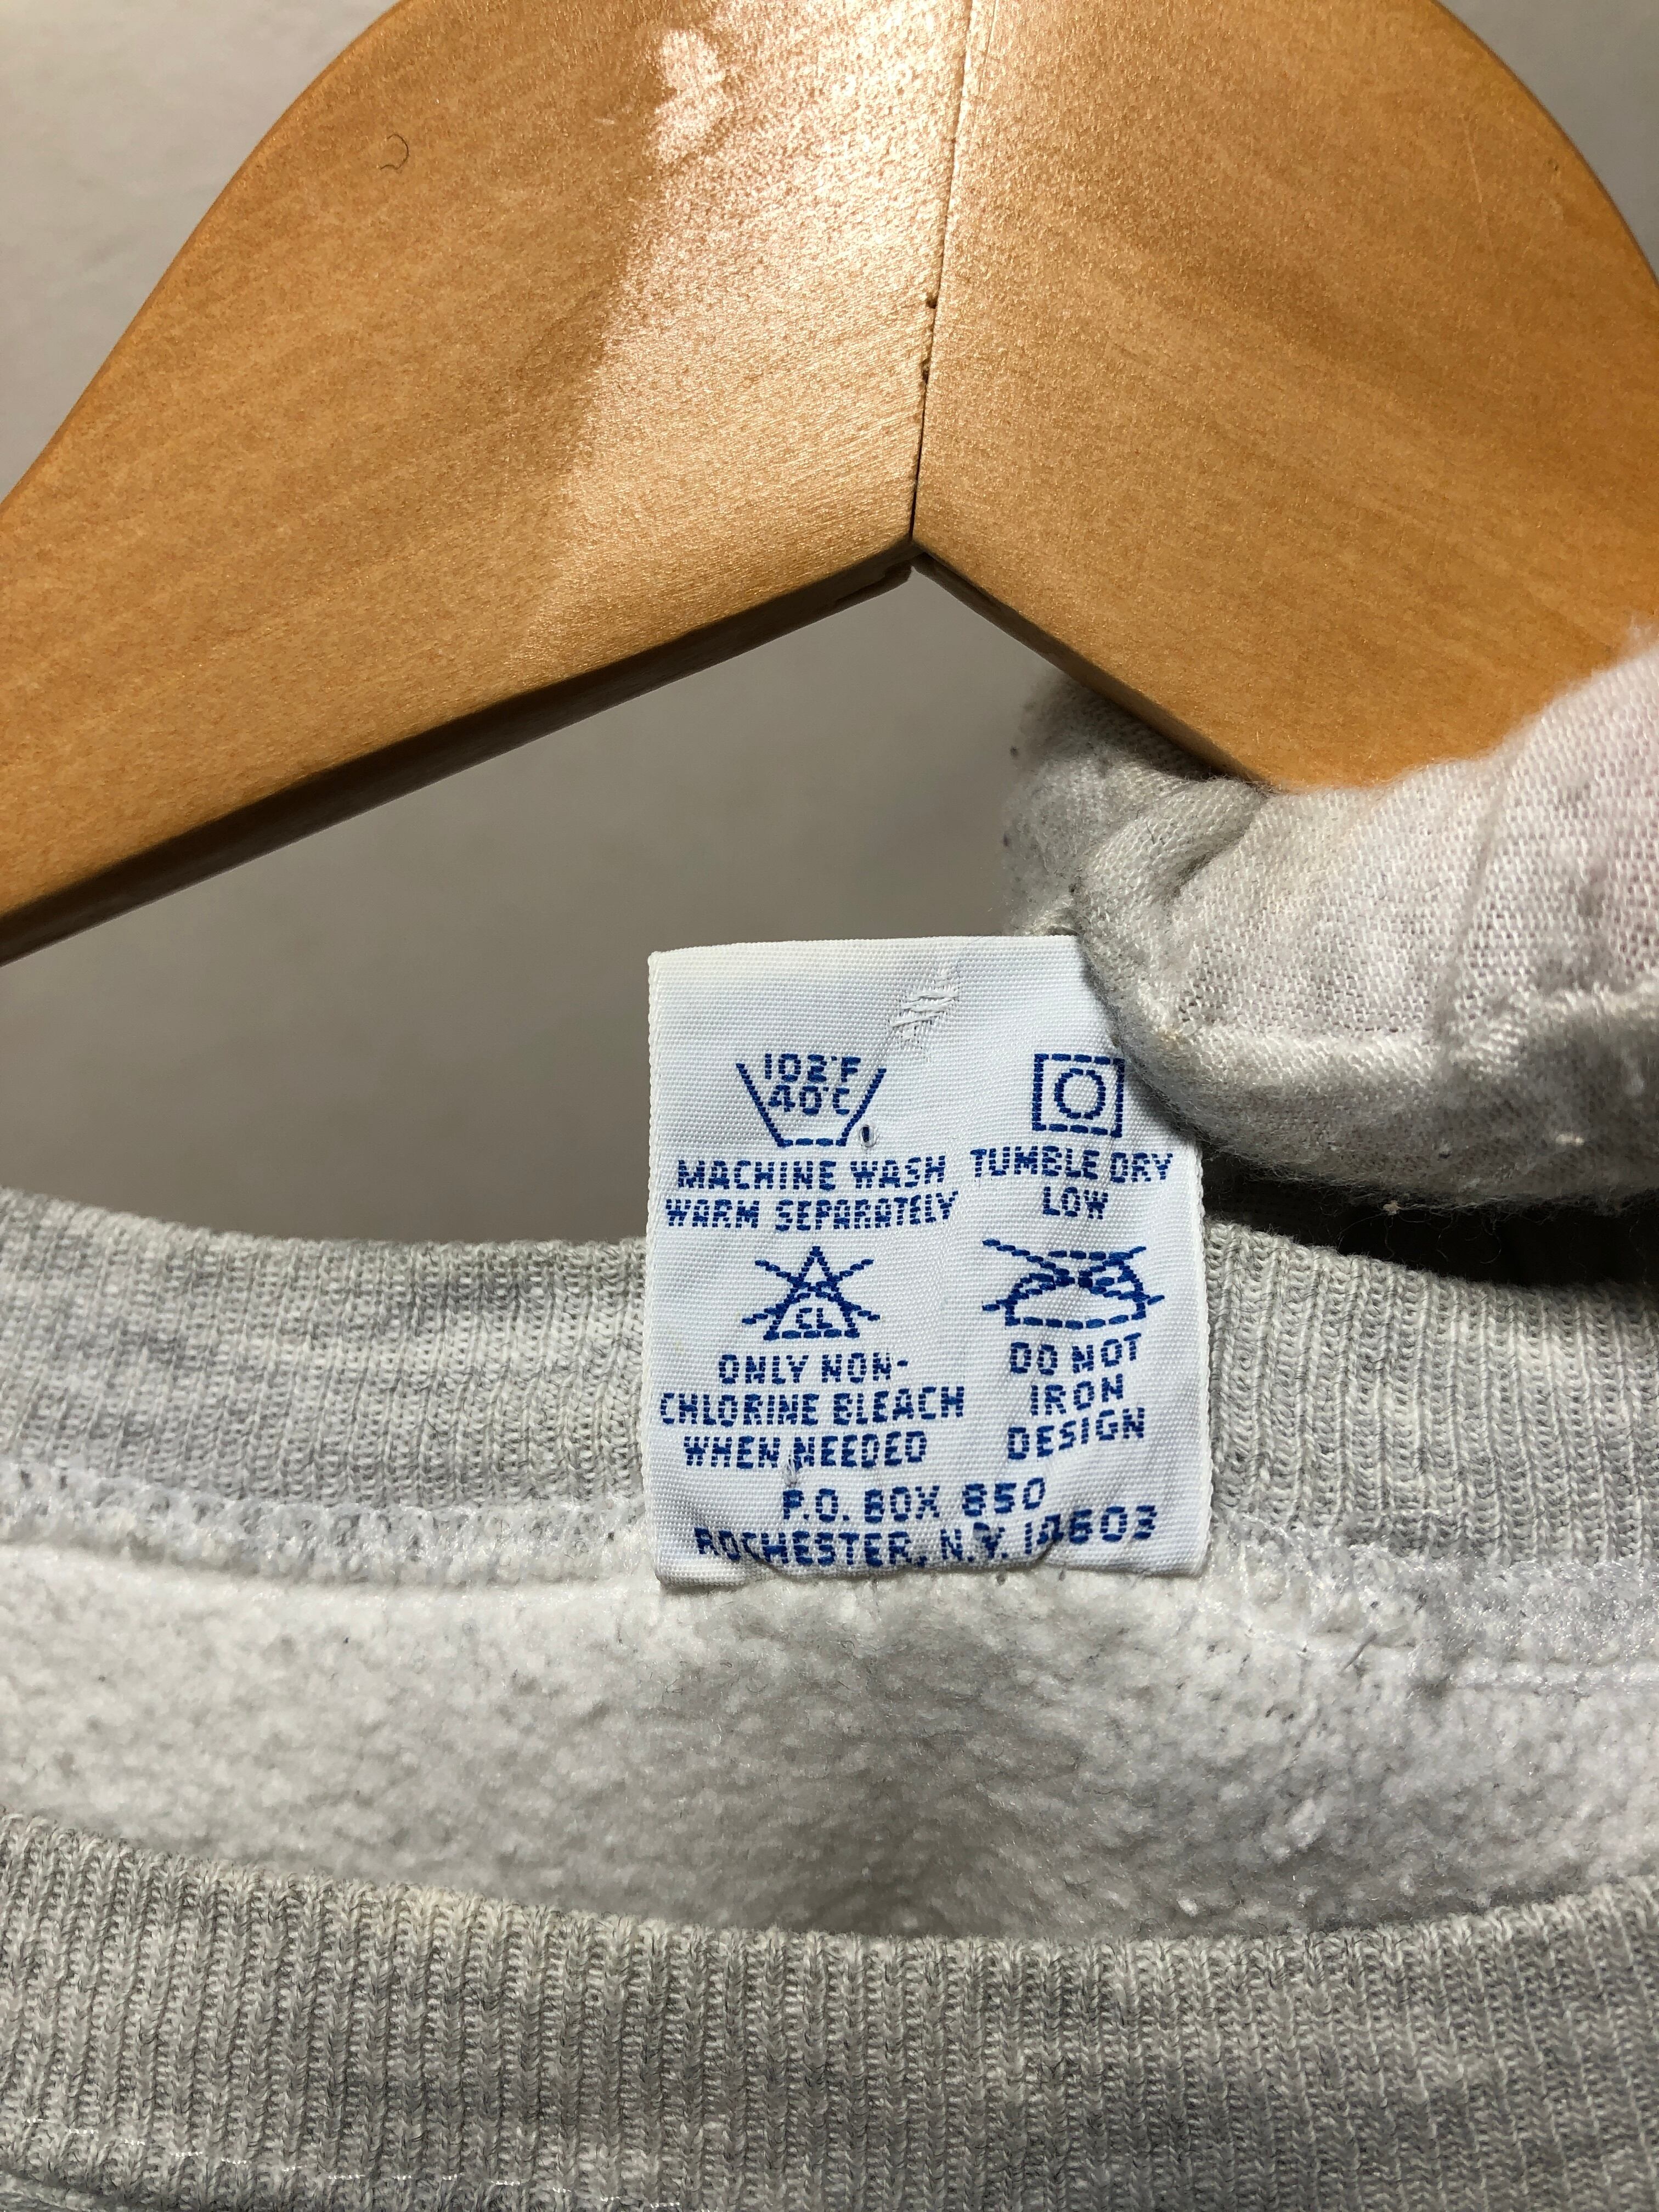 102°F
40°C
MACHINE WASH
WARM SEPARATELY
TUMBLE DRY
LOW
CL
ONLY NON-
CHLORINE BLEACH
WHEN NEEDED
DO NOT
IRON
DESIGN
P.O. BOX 850
ROCHESTER, N.Y. 14603